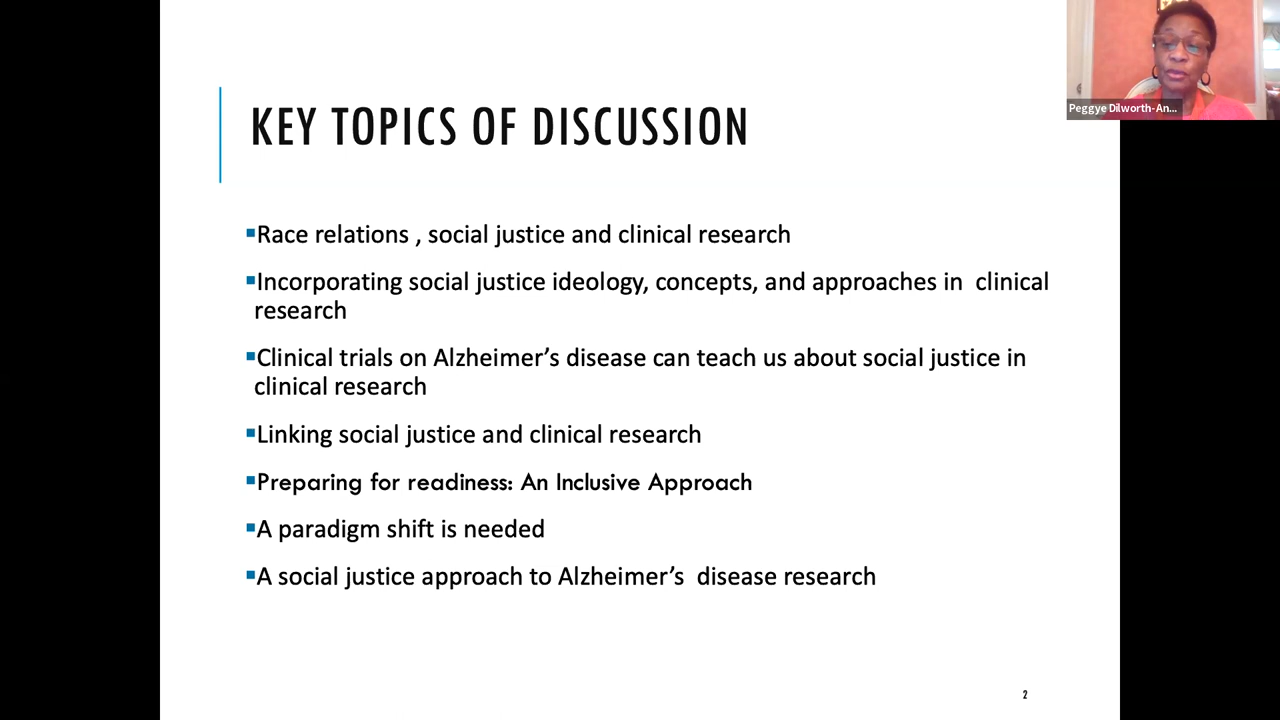 Peggye Dilworth-An...
KEY TOPICS OF DISCUSSION
▪Race relations , social justice and clinical research
▪Incorporating social justice ideology, concepts, and approaches in  clinical
research
▪Clinical trials on Alzheimer’s disease can teach us about social justice in
clinical research
▪Linking social justice and clinical research
▪Preparing for readiness: An Inclusive Approach
▪A paradigm shift is needed
▪A social justice approach to Alzheimer’s  disease research
2